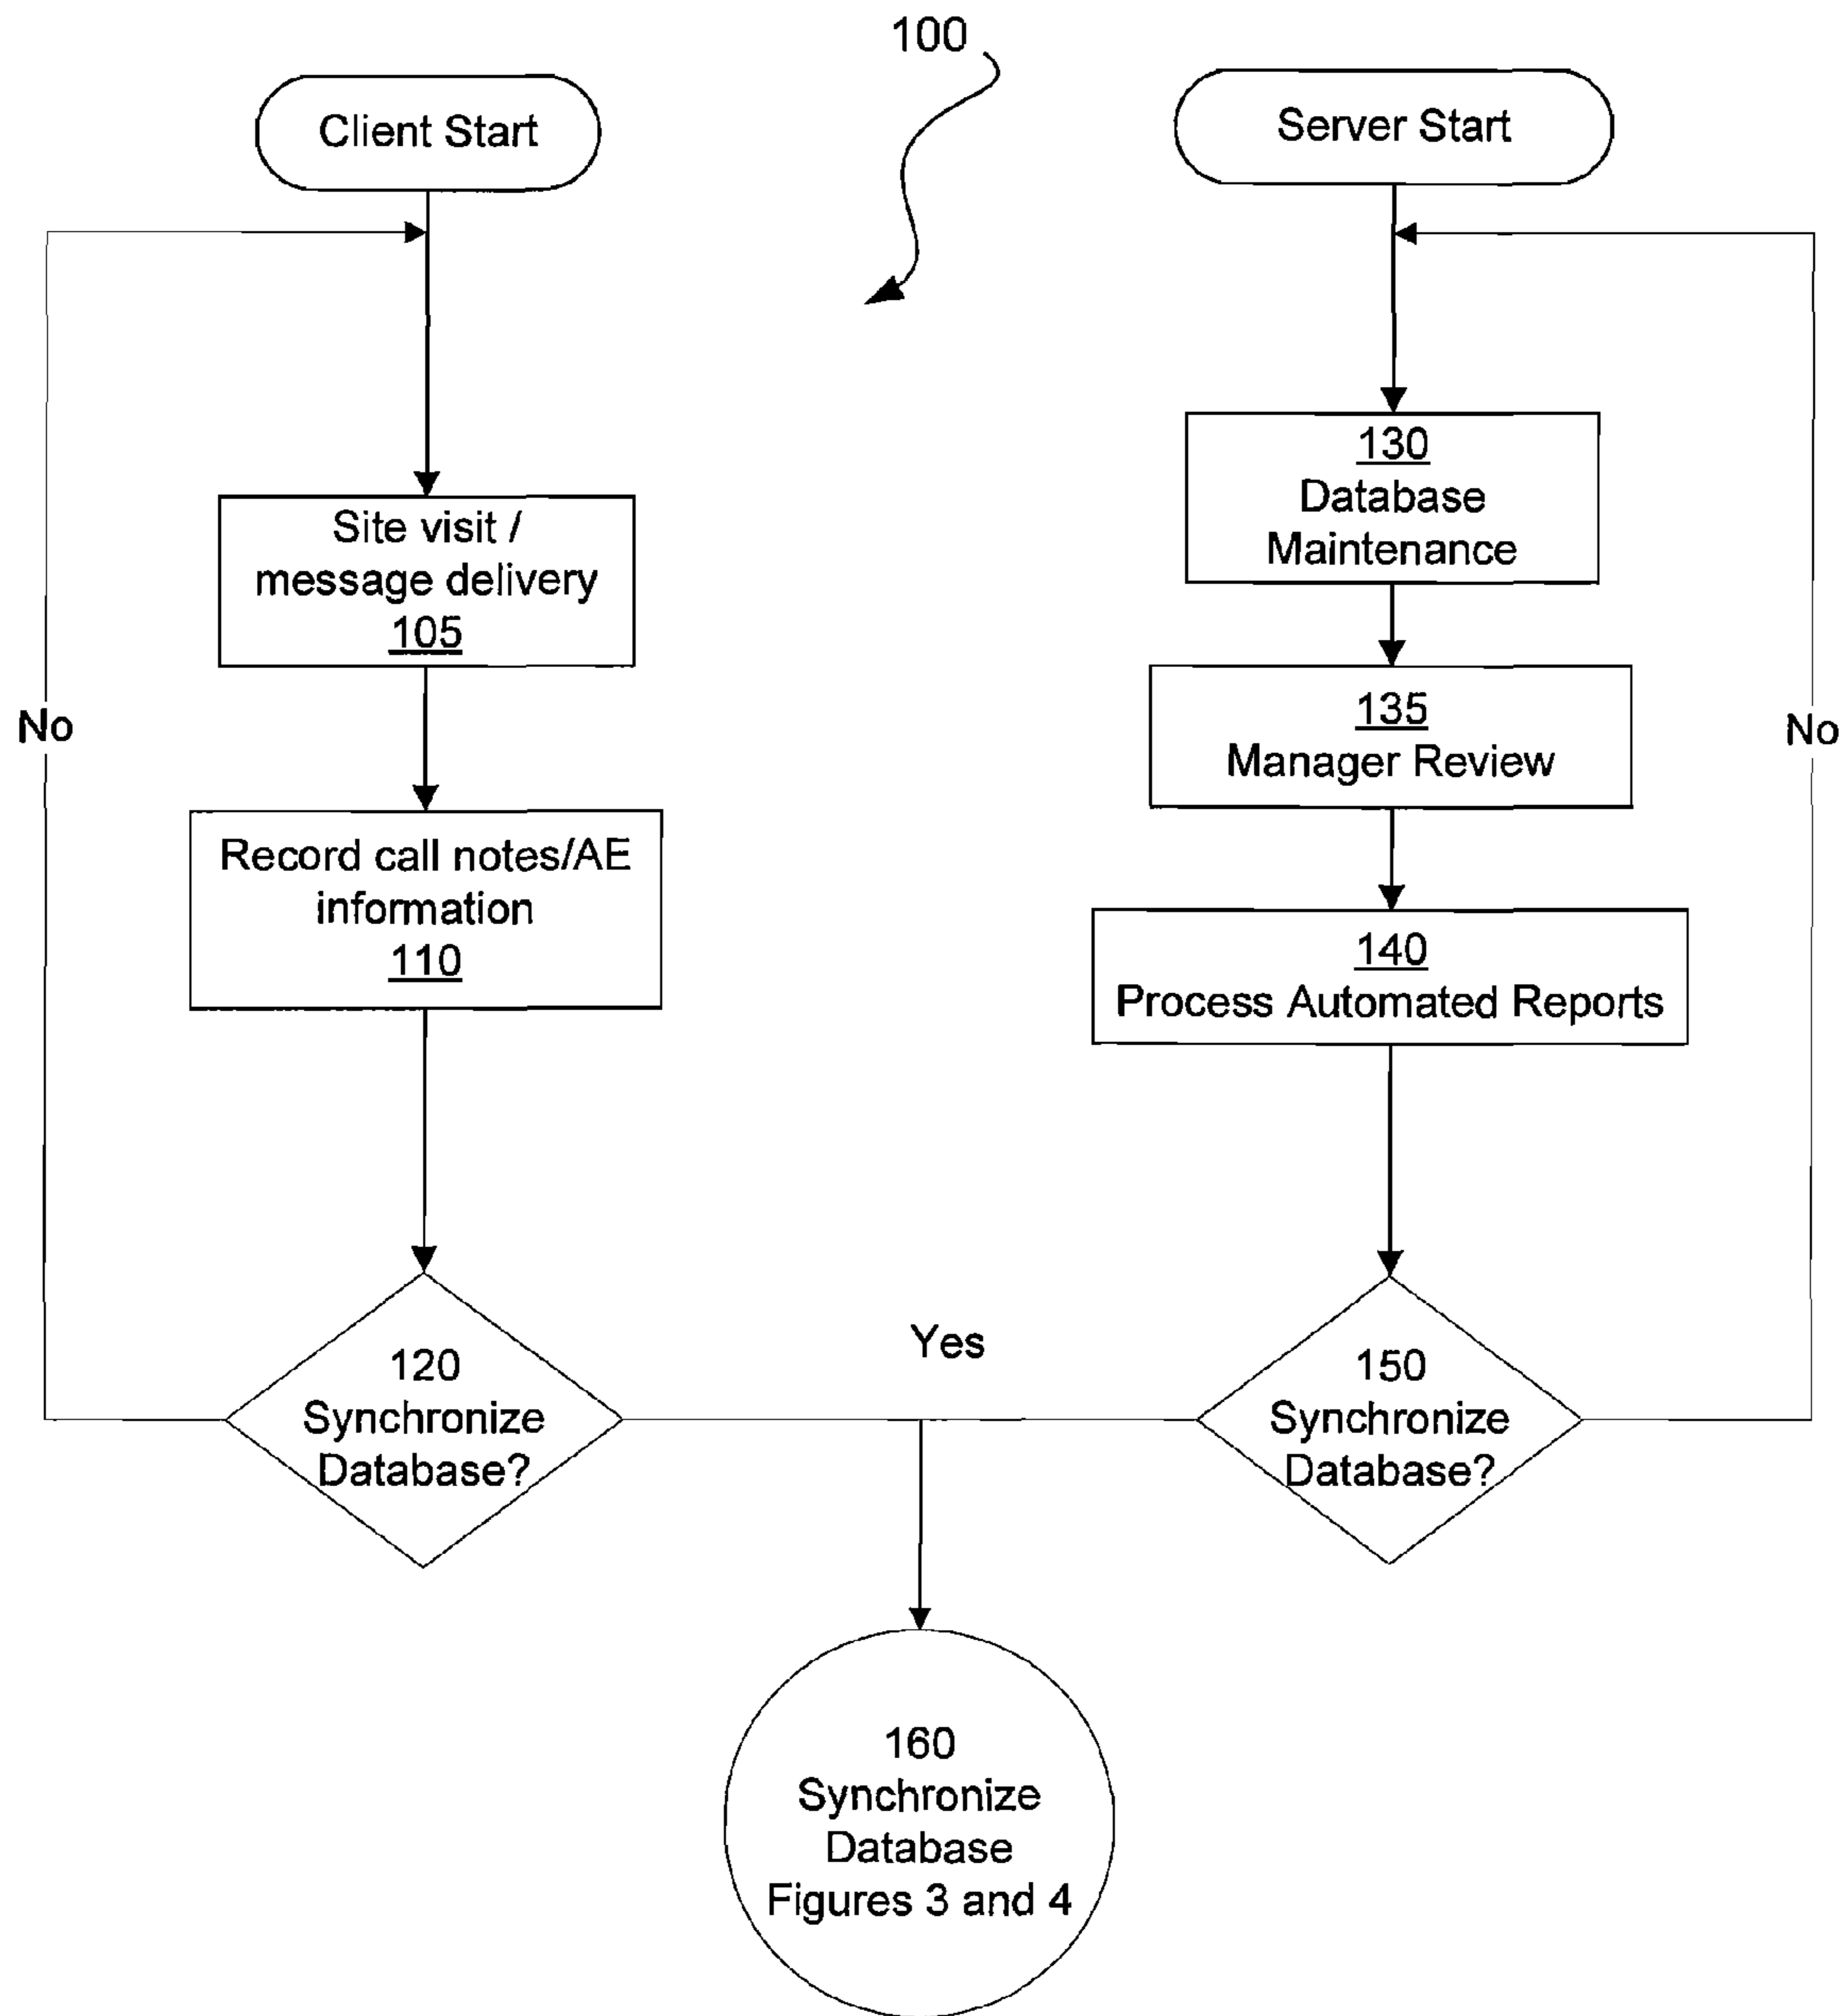 100
Client Start
Server Start
Site visit /
message delivery
105
Record call notes/AE
information
110
No
130
Database
Maintenance
135
Manager Review
140
Process Automated Reports
No
120
Synchronize
Database?
Yes
150
Synchronize
Database?
160
Synchronize
Database
Figures 3 and 4